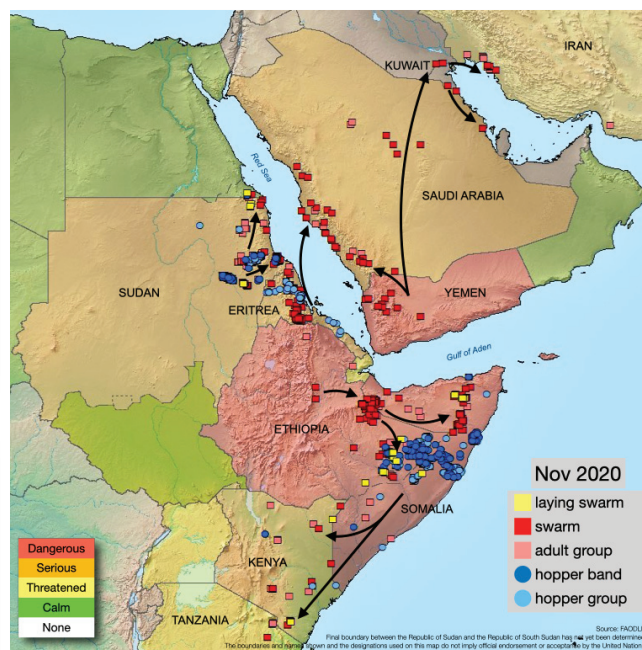 IRAN
KUWAIT
Red Sea
SAUDI ARABIA
SUDAN
ERITREA
YEMEN
Gulf of Aden
ETHIOPIA
Nov 2020
laying swarm
swarm
adult group
hopper band
hopper group
SOMALIA
KENYA
TANZANIA
Dangerous
Serious
Threatened
Calm
None
Source: FAODLI
Final boundary between the Republic of Sudan and the Republic of South Sudan has not yet been determined
The boundaries and names shown and the designations used on this map do not imply official endorsement or acceptance by the United Nations